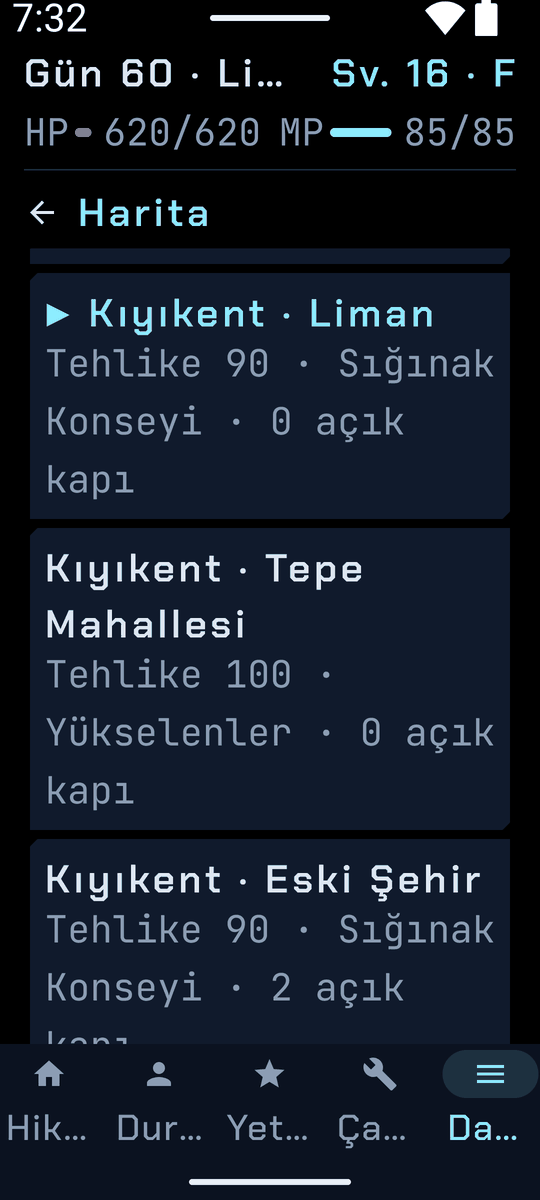 7:32
Gün 60 · Li… Sv. 16 · F
HP 620/620 MP 85/85
← Harita
▶ Kıyıkent · Liman
Tehlike 90 · Sığınak
Konseyi · 0 açık
kapı
Kıyıkent · Tepe
Mahallesi
Tehlike 100 ·
Yükselenler · 0 açık
kapı
Kıyıkent · Eski Şehir
Tehlike 90 · Sığınak
Konseyi · 2 açık
kapı
Hik… Dur… Yet… Ça… Da…